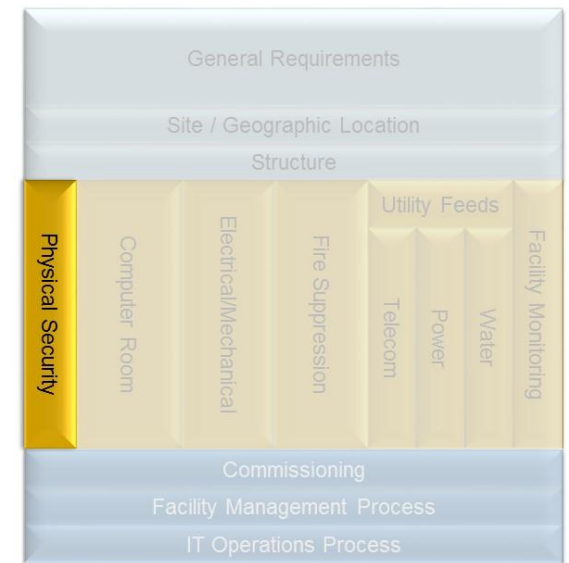 General Requirements
Site / Geographic Location
Structure
Physical Security
Computer Room
Electrical/Mechanical
Fire Suppression
Utility Feeds
Telecom
Power
Water
Facility Monitoring
Commissioning
Facility Management Process
IT Operations Process